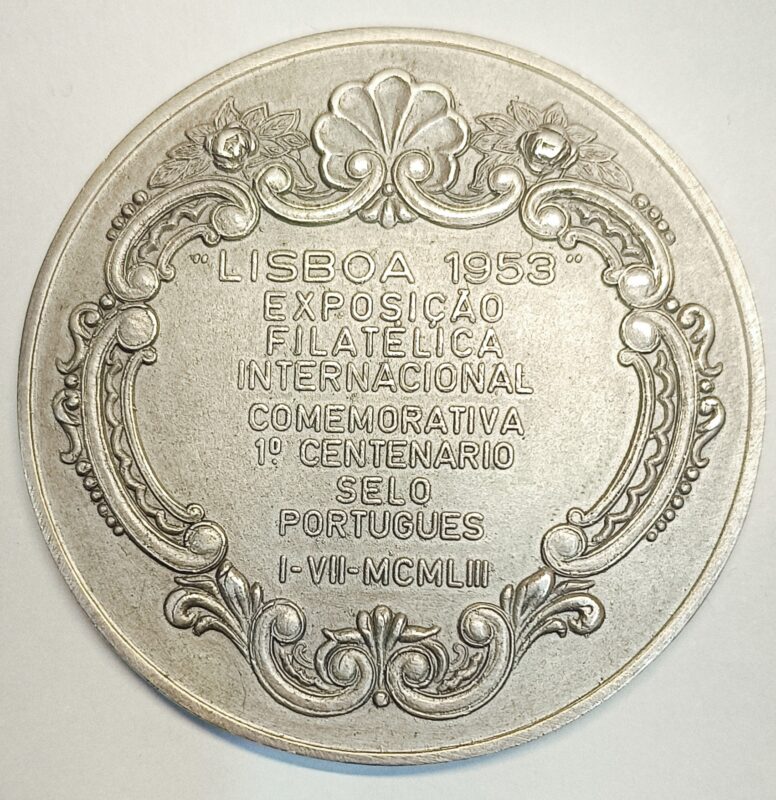 "LISBOA 1953"
EXPOSIÇÃO
FILATELICA
INTERNACIONAL
COMEMORATIVA
1º CENTENARIO
SELO
PORTUGUES
I-VII-MCMLIII